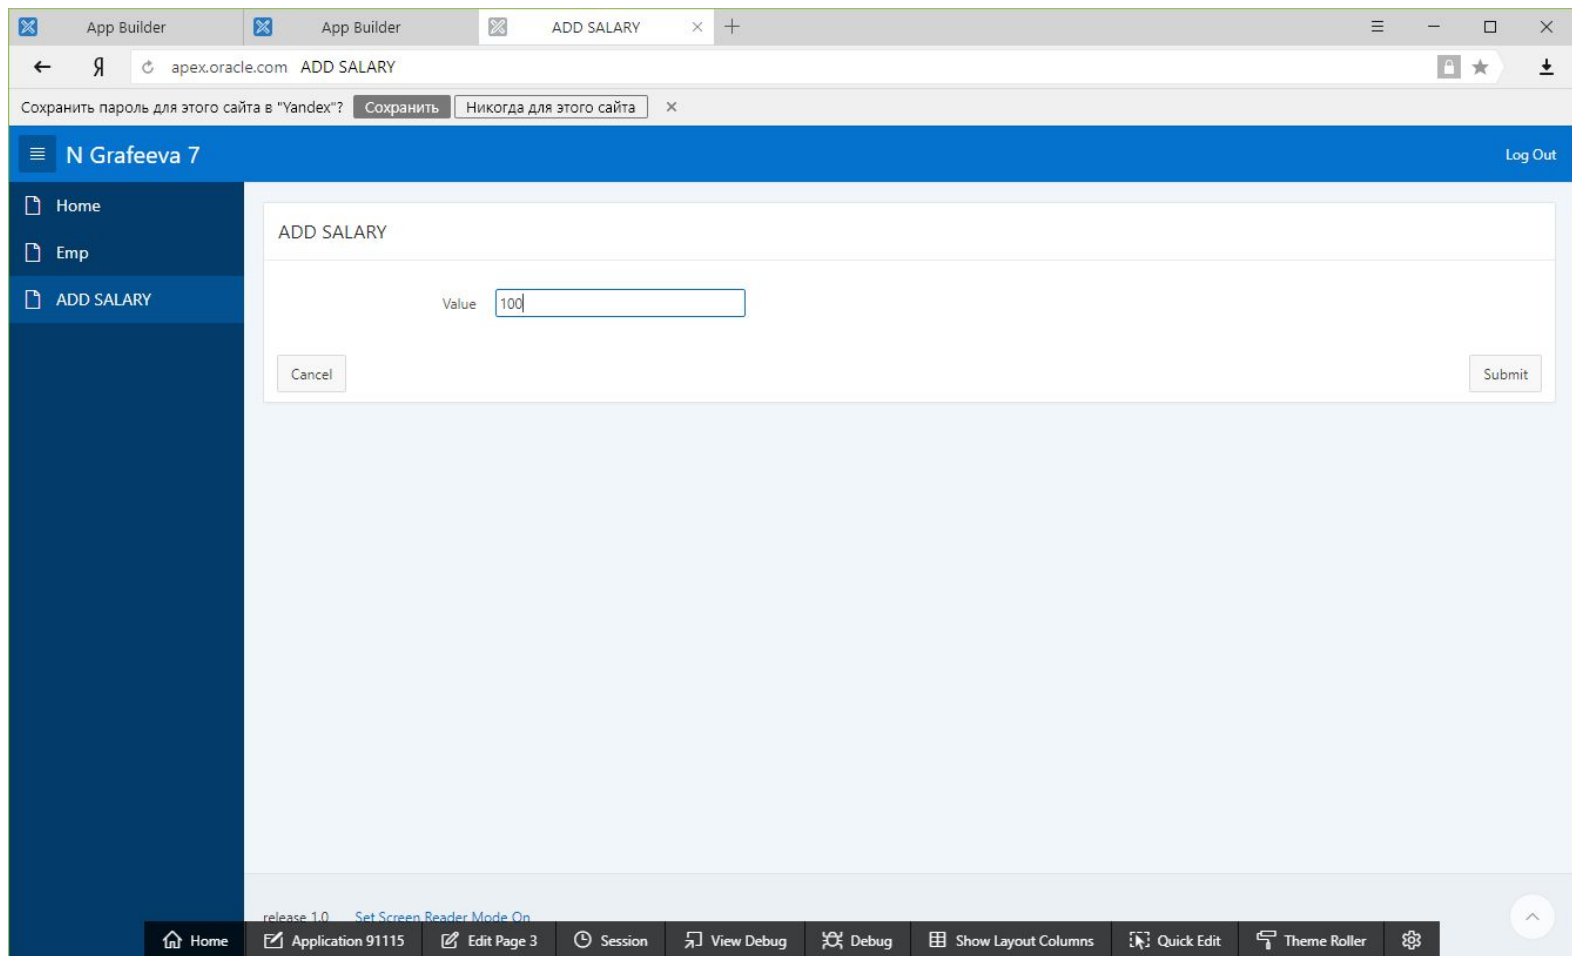 App Builder App Builder ADD SALARY
Я apex.oracle.com ADD SALARY
Сохранить пароль для этого сайта в "Yandex"? Сохранить Никогда для этого сайта
N Grafeeva 7 Log Out
Home
Emp
ADD SALARY
ADD SALARY
Value 100
Cancel Submit
release 1.0 Set Screen Reader Mode On
Home Application 91115 Edit Page 3 Session View Debug Debug Show Layout Columns Quick Edit Theme Roller